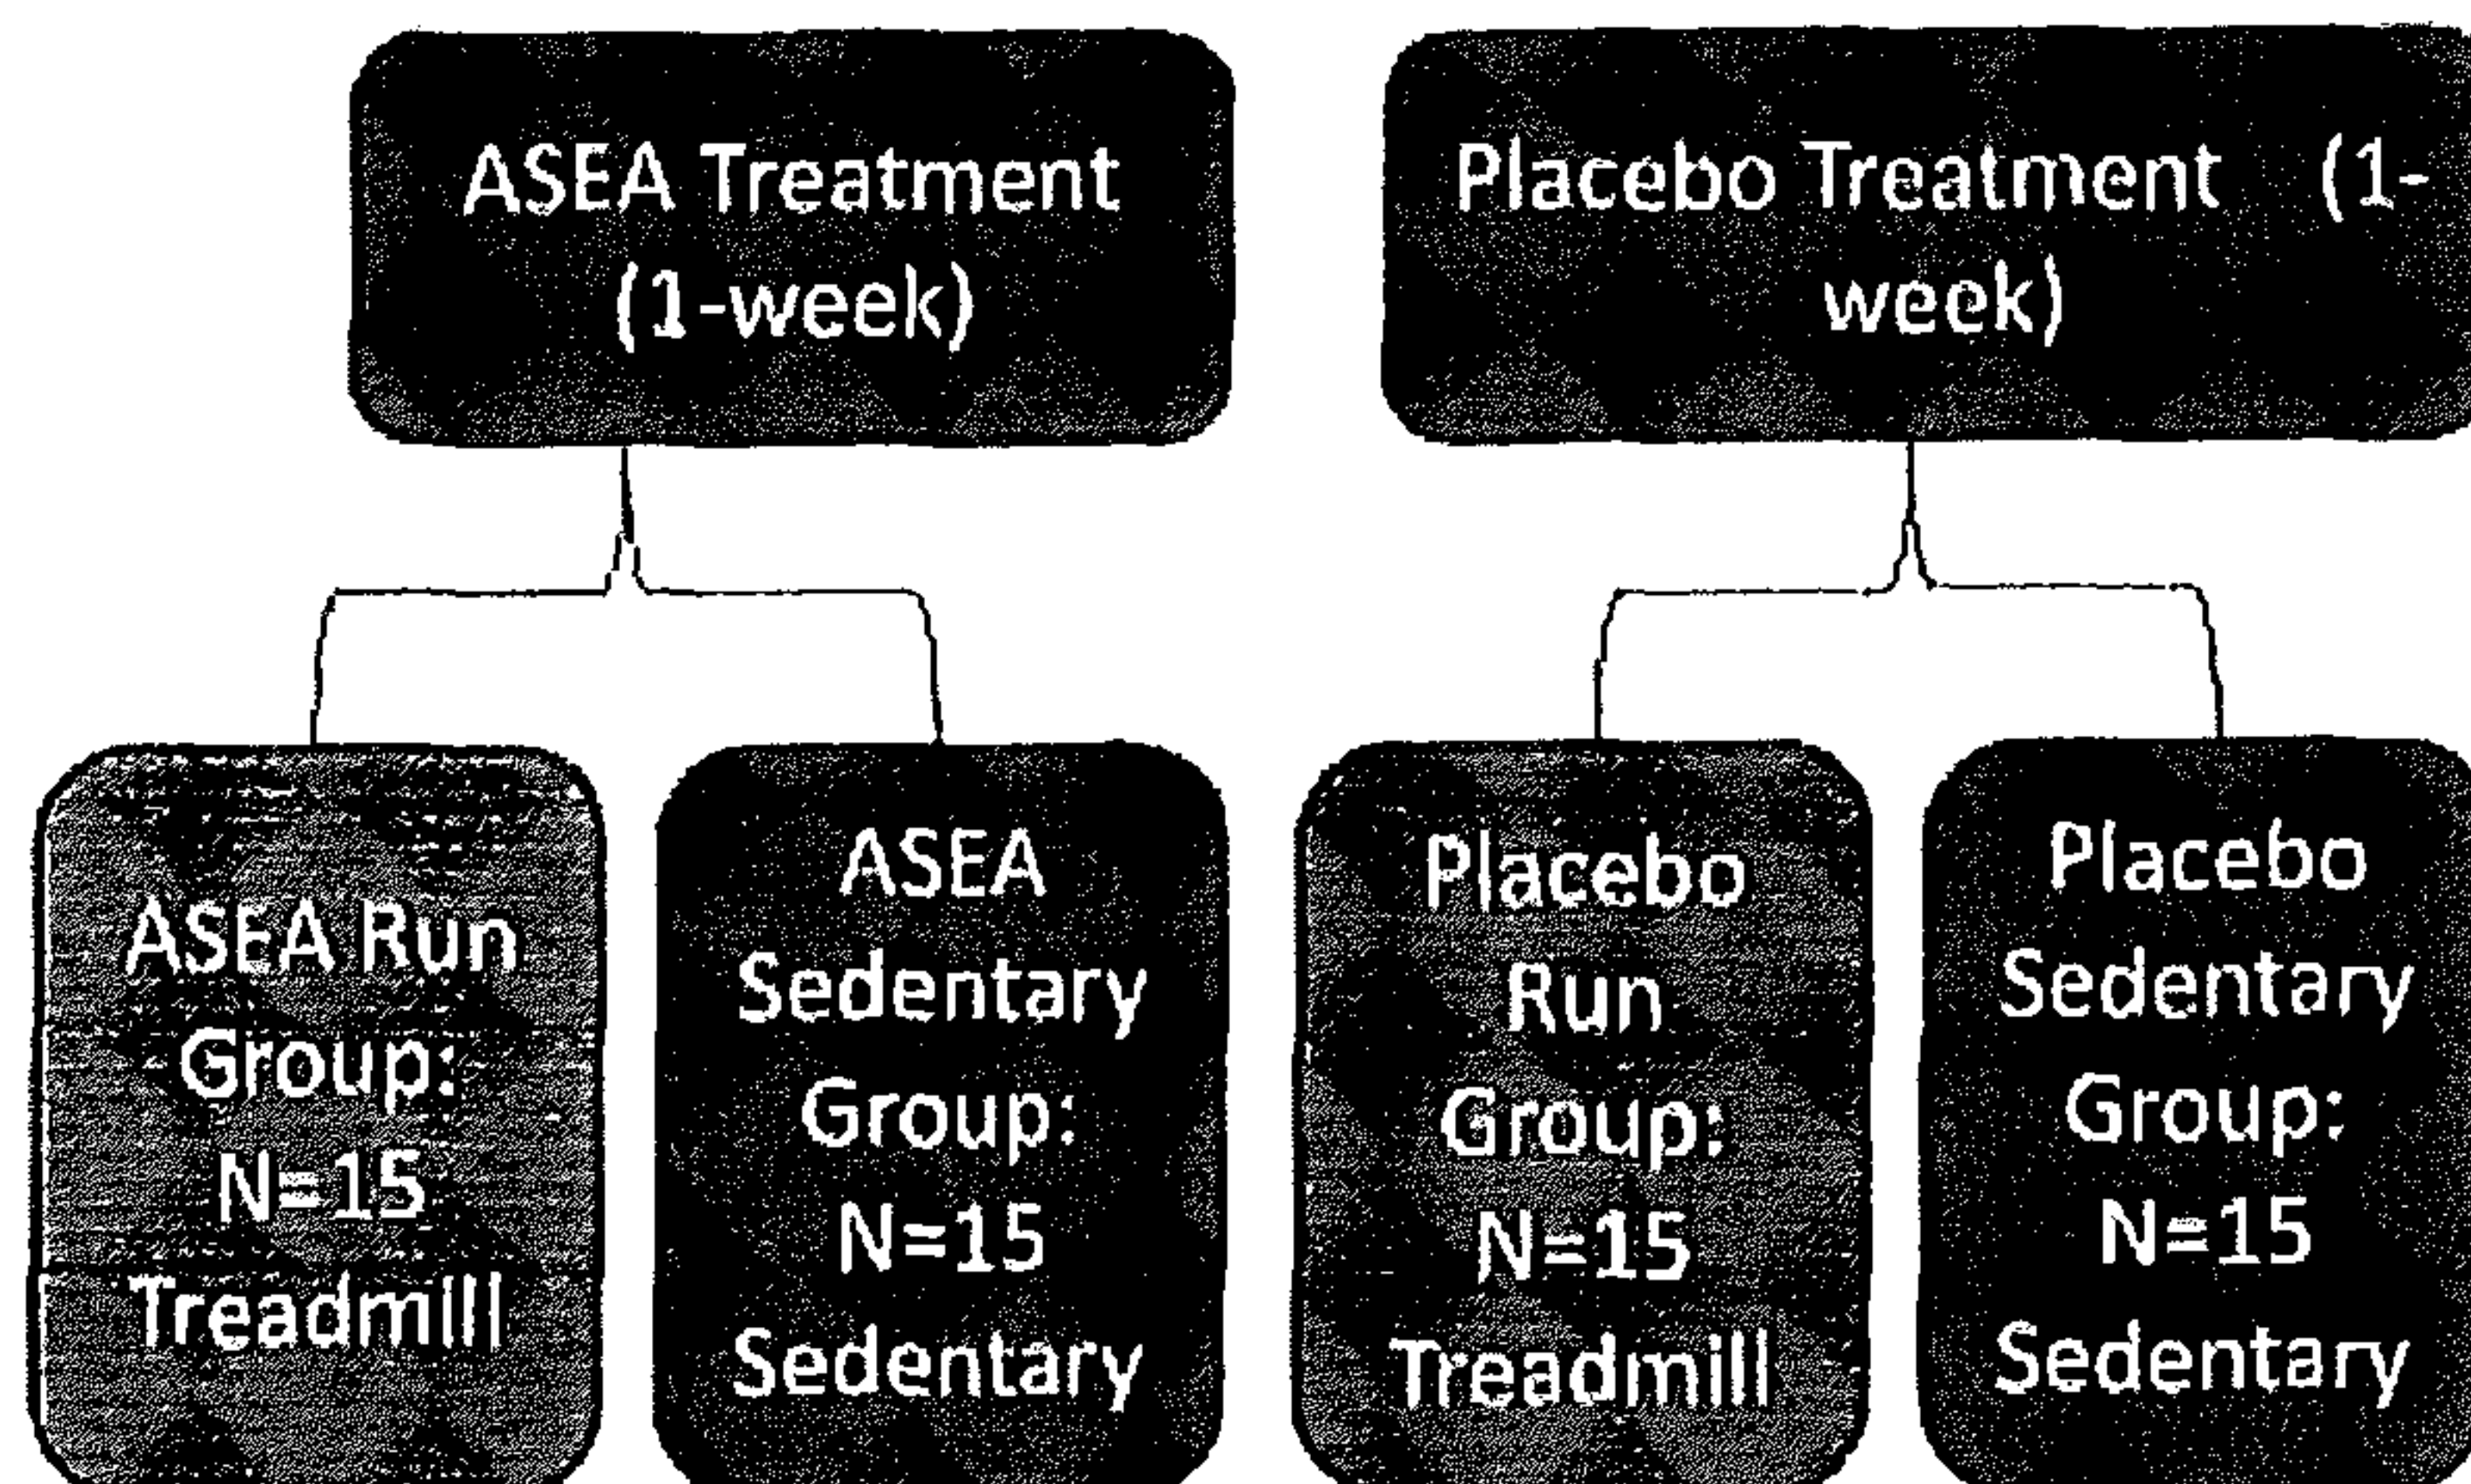 ASEA Treatment
(1-week)
Placebo Treatment (1-
week)
ASEA Run
Group:
N=15
Treadmill
ASEA
Sedentary
Group:
N=15
Sedentary
Placebo
Run
Group:
N=15
Treadmill
Placebo
Sedentary
Group:
N=15
Sedentary